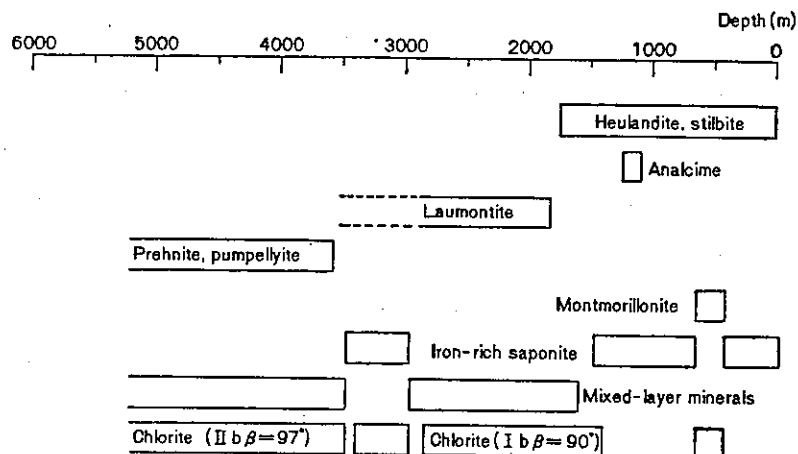 Depth (m)
6000 5000 4000 3000 2000 1000 0
Heulandite, stilbite
Analcime
Laumontite
Prehnite, pumpellyite
Montmorillonite
Iron-rich saponite
Mixed-layer minerals
Chlorite (Ⅱ b β=97°) Chlorite (Ⅰ b β=90°)